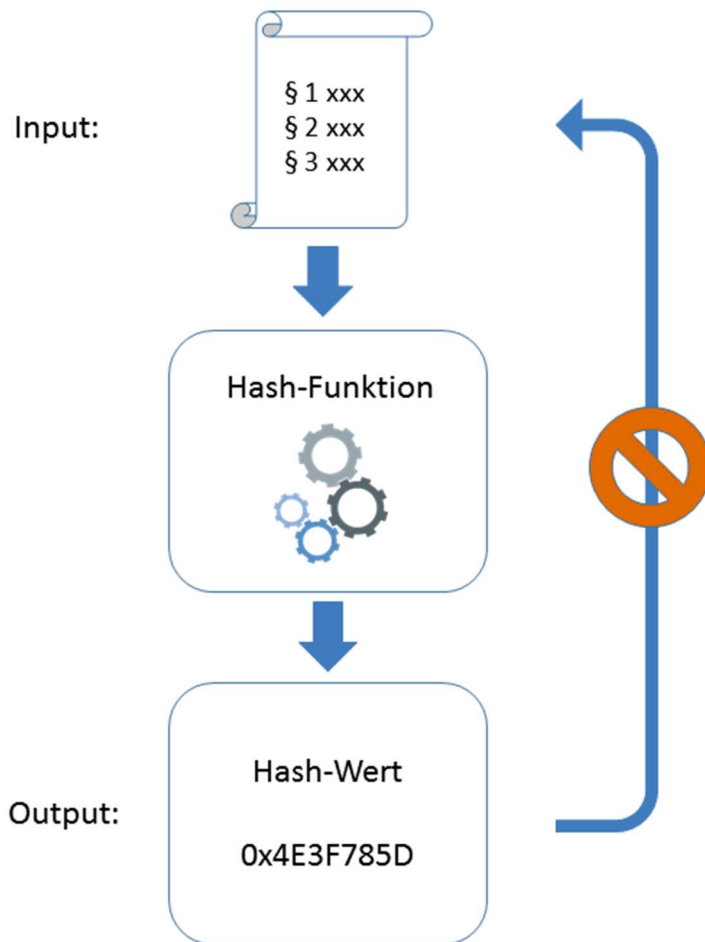 Input:
§ 1 xxx
§ 2 xxx
§ 3 xxx
Hash-Funktion
Output:
Hash-Wert
0x4E3F785D